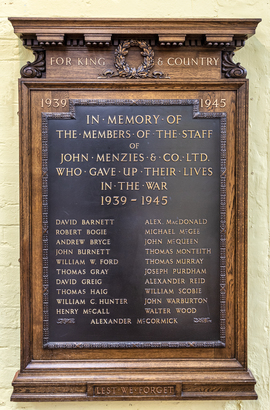 FOR KING & COUNTRY
1939 1945
IN·MEMORY·OF
THE·MEMBERS·OF·THE·STAFF
OF
JOHN·MENZIES·&·CO·LTD.
WHO·GAVE·UP·THEIR·LIVES
IN·THE·WAR
1939-1945
DAVID BARNETT ALEX. MACDONALD
ROBERT BOGIE MICHAEL MCGEE
ANDREW BRYCE JOHN MCQUEEN
JOHN BURNETT THOMAS MONTEITH
WILLIAM W. FORD THOMAS MURRAY
THOMAS GRAY JOSEPH PURDHAM
DAVID GREIG ALEXANDER REID
THOMAS HAIG WILLIAM SCOBIE
WILLIAM C. HUNTER JOHN WARBURTON
HENRY MCCALL WALTER WOOD
ALEXANDER MCCORMICK
LEST·WE·FORGET